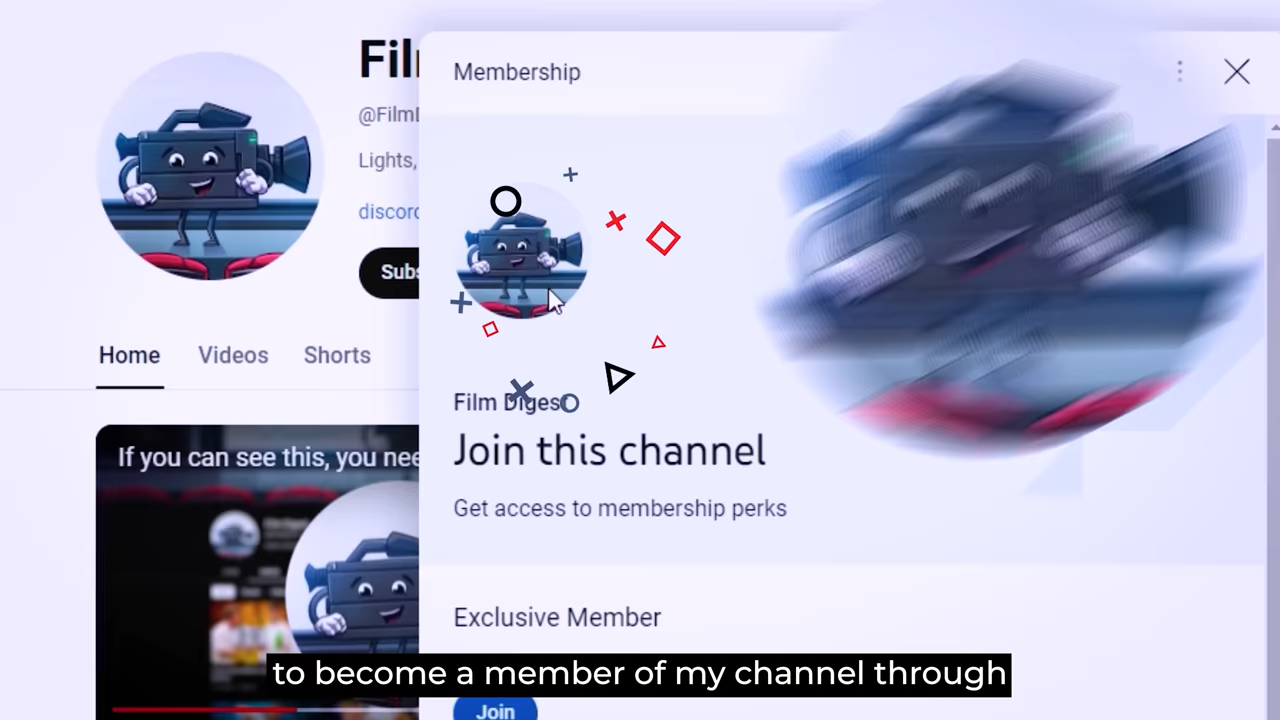 Fil
@Film
Lights,
discord
Subs
Home Videos Shorts
If you can see this, you nee
Membership
Film Digest
Join this channel
Get access to membership perks
Exclusive Member
Join
to become a member of my channel through